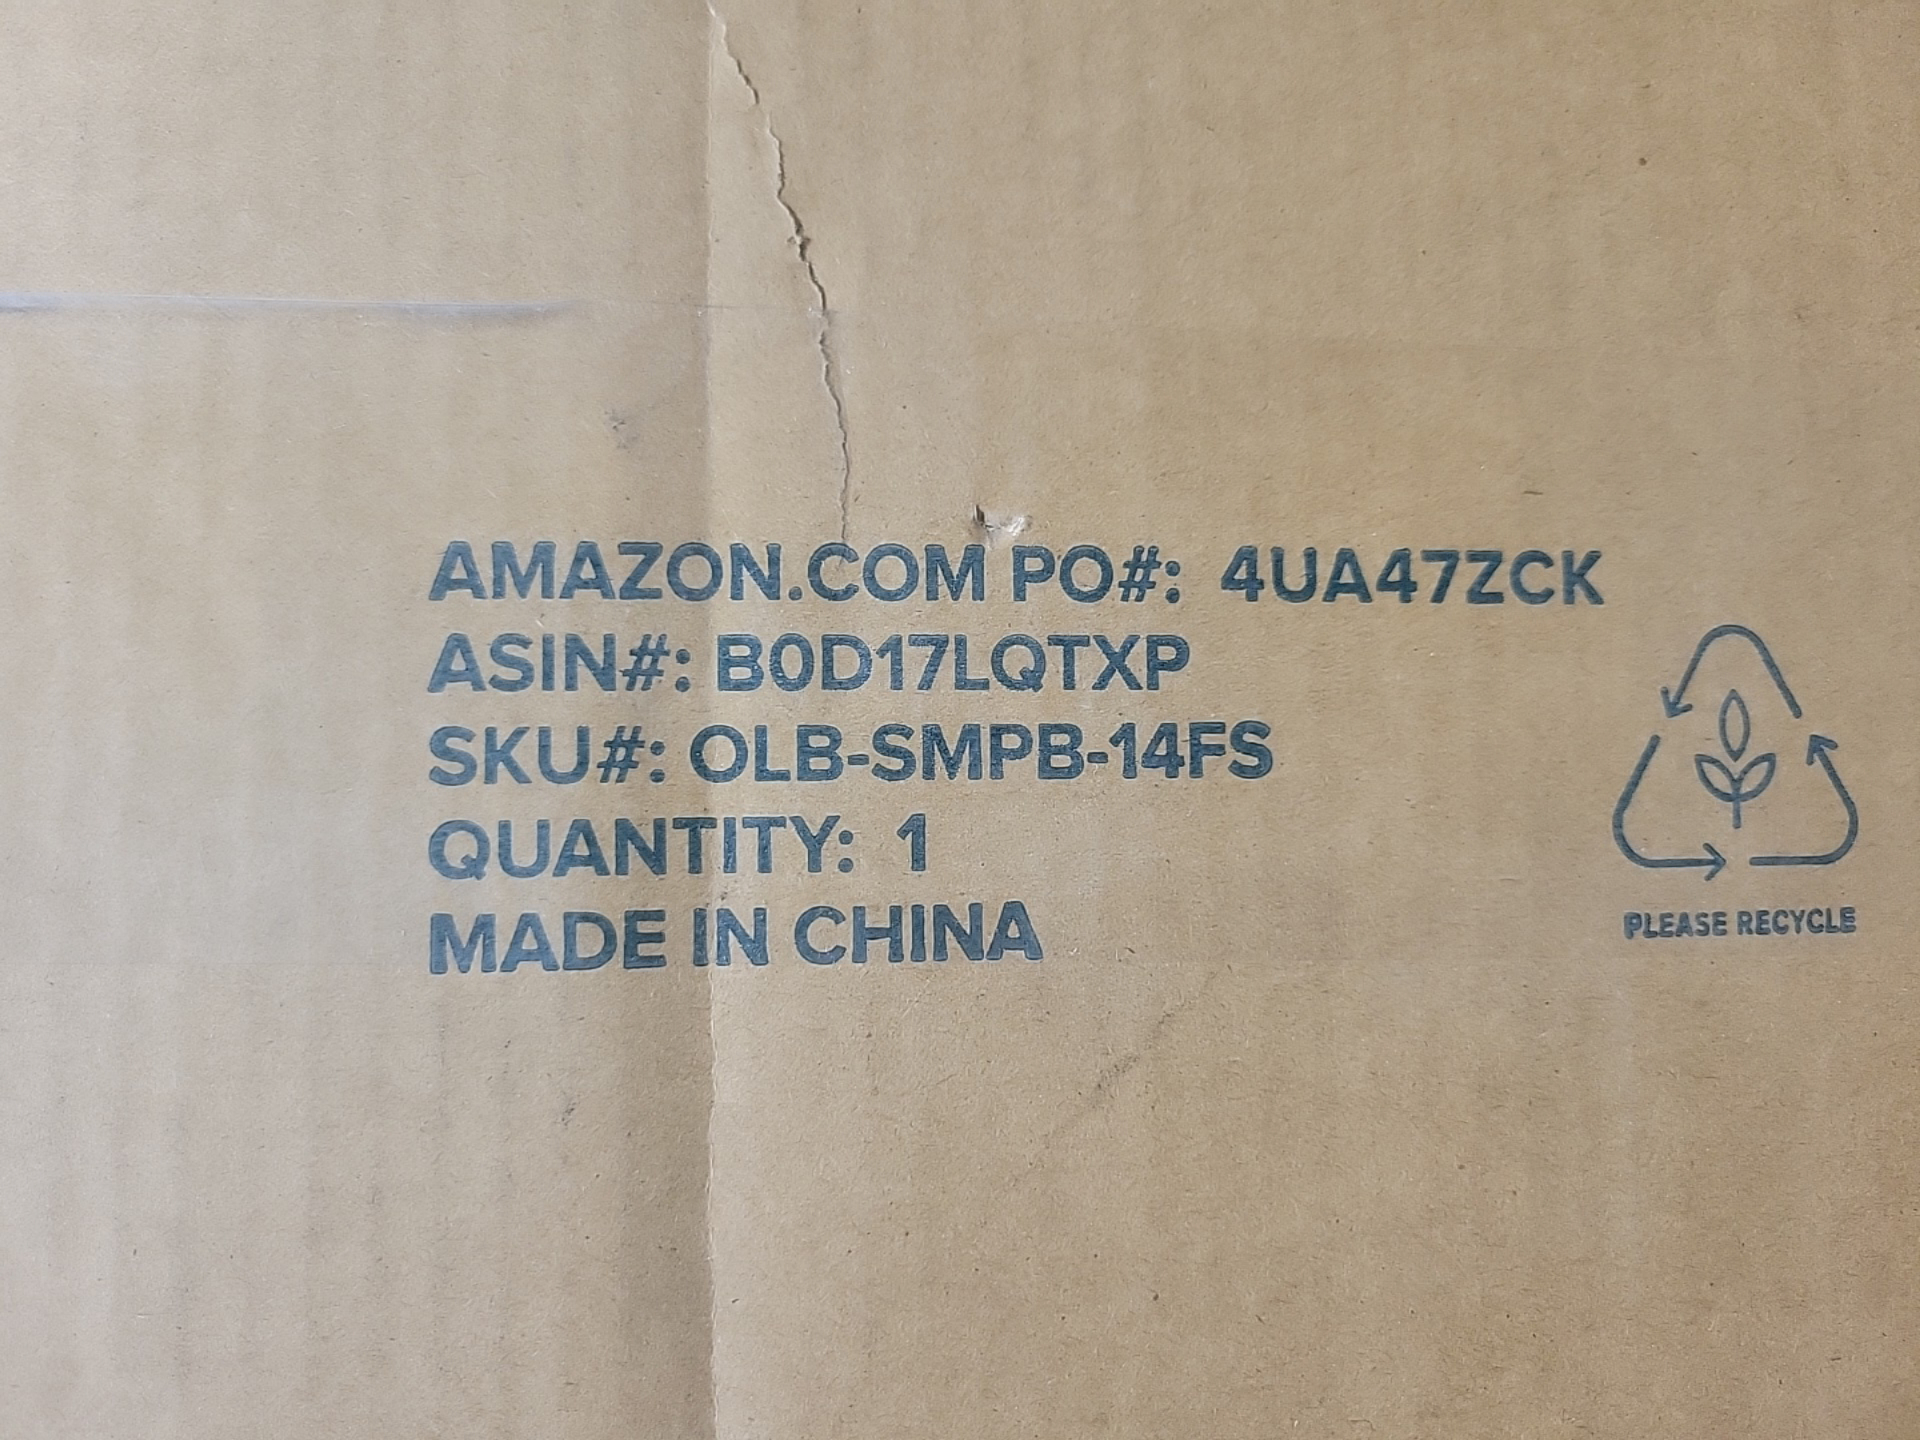 AMAZON.COM PO#: 4UA47ZCK
ASIN#: B0D17LQTXP
SKU#: OLB-SMPB-14FS
QUANTITY: 1
MADE IN CHINA
PLEASE RECYCLE